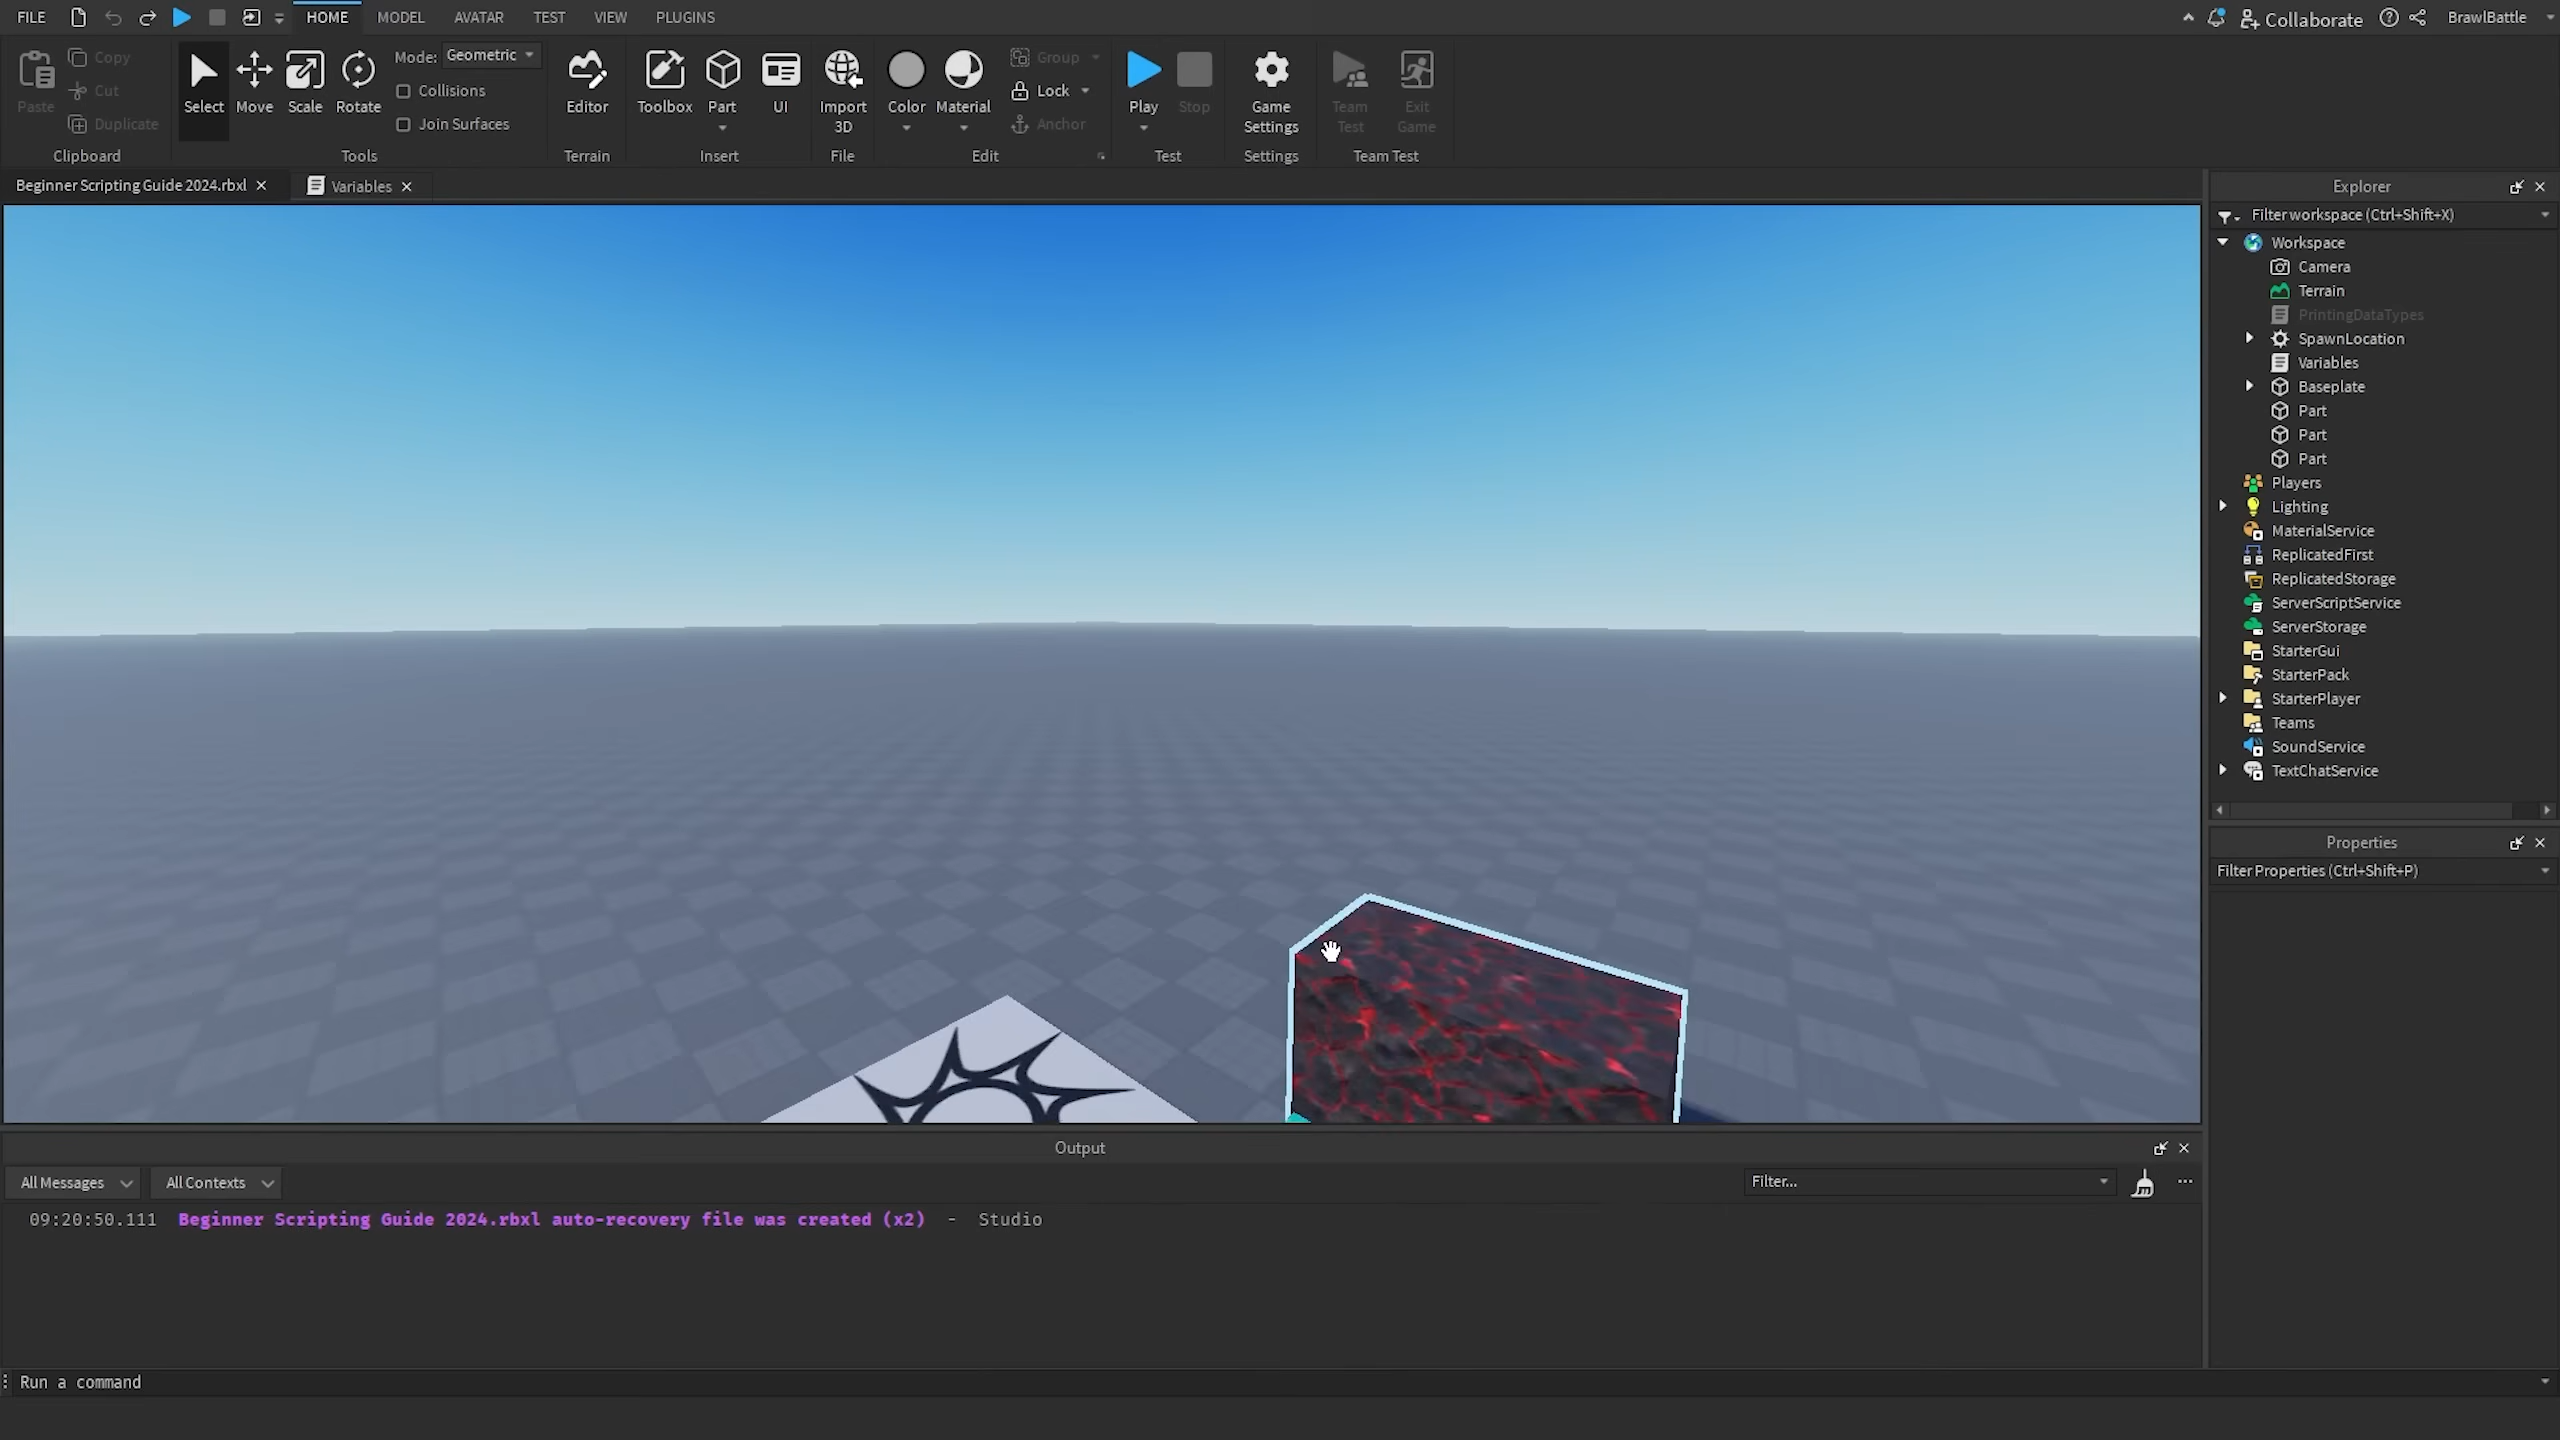 FILE HOME MODEL AVATAR TEST VIEW PLUGINS Collaborate BrawlBattle
Paste Copy Cut Duplicate Clipboard
Select Move Scale Rotate Mode: Geometric Collisions Join Surfaces Tools
Editor Terrain
Toolbox Part UI Insert
Import 3D File
Color Material Group Lock Anchor Edit
Play Stop Test
Game Settings Settings
Team Test Exit Game Team Test
Beginner Scripting Guide 2024.rbxl Variables
Explorer
Filter workspace (Ctrl+Shift+X)
Workspace
Camera
Terrain
PrintingDataTypes
SpawnLocation
Variables
Baseplate
Part
Part
Part
Players
Lighting
MaterialService
ReplicatedFirst
ReplicatedStorage
ServerScriptService
ServerStorage
StarterGui
StarterPack
StarterPlayer
Teams
SoundService
TextChatService
Properties
Filter Properties (Ctrl+Shift+P)
Output
All Messages All Contexts Filter...
09:20:50.111 Beginner Scripting Guide 2024.rbxl auto-recovery file was created (x2) - Studio
Run a command